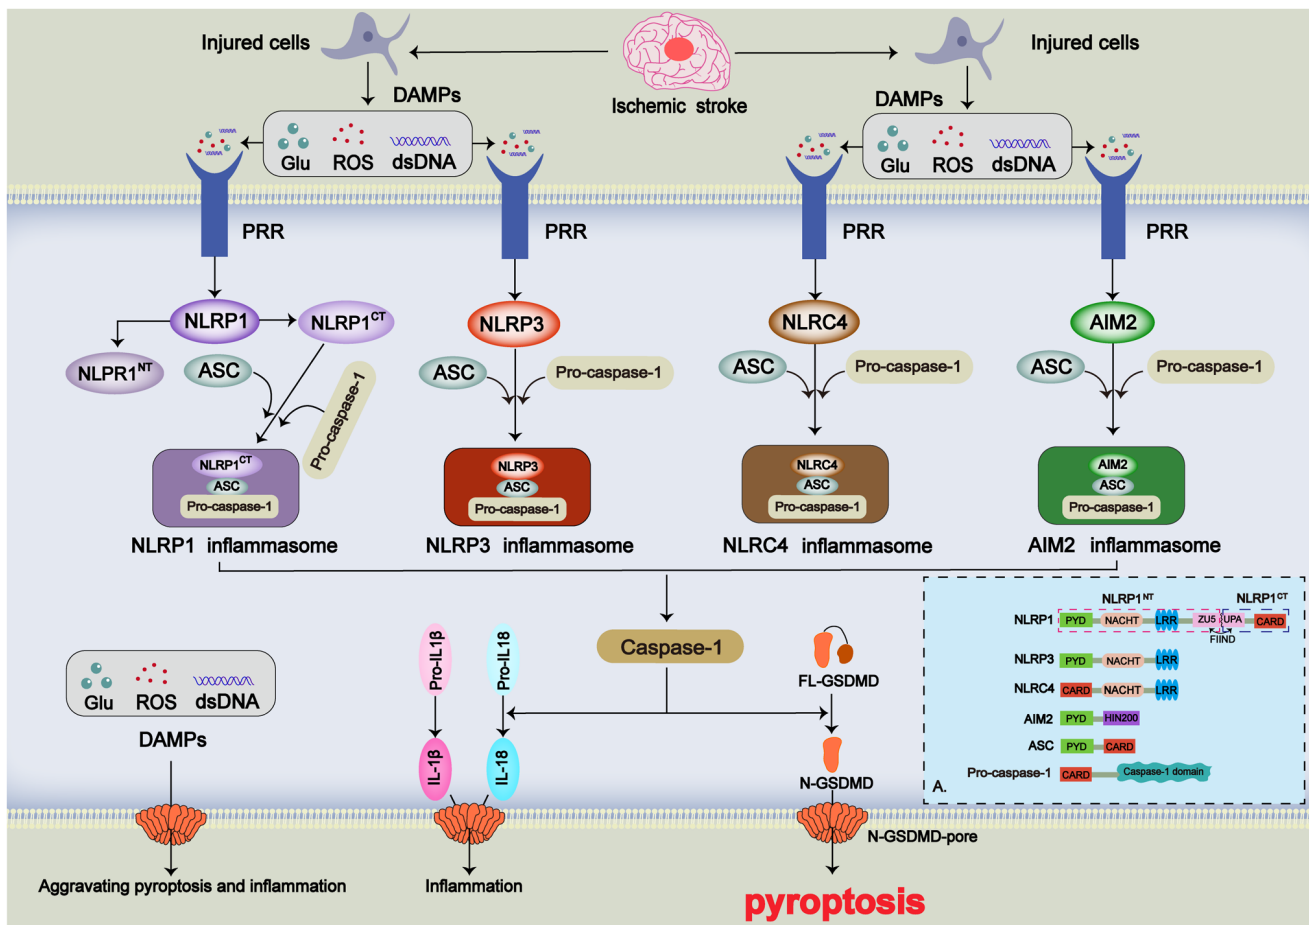 Injured cells
Ischemic stroke
Injured cells
DAMPs
DAMPs
Glu ROS dsDNA
Glu ROS dsDNA
PRR
PRR
PRR
PRR
NLRP1
NLRP1CT
NLRP3
NLRC4
AIM2
NLPR1NT
ASC
Pro-caspase-1
ASC
Pro-caspase-1
ASC
Pro-caspase-1
ASC
Pro-caspase-1
NLRP1CT
ASC
Pro-caspase-1
NLRP1 inflammasome
NLRP3
ASC
Pro-caspase-1
NLRP3 inflammasome
NLRC4
ASC
Pro-caspase-1
NLRC4 inflammasome
AIM2
ASC
Pro-caspase-1
AIM2 inflammasome
Caspase-1
Pro-IL1β
Pro-IL18
IL-1β
IL-18
FL-GSDMD
N-GSDMD
N-GSDMD-pore
Glu ROS dsDNA
DAMPs
Aggravating pyroptosis and inflammation
Inflammation
pyroptosis
NLRP1NT NLRP1CT
NLRP1 PYD NACHT LRR ZU5 UPA CARD
FIIND
NLRP3 PYD NACHT LRR
NLRC4 CARD NACHT LRR
AIM2 PYD HIN200
ASC PYD CARD
Pro-caspase-1 CARD Caspase-1 domain
A.